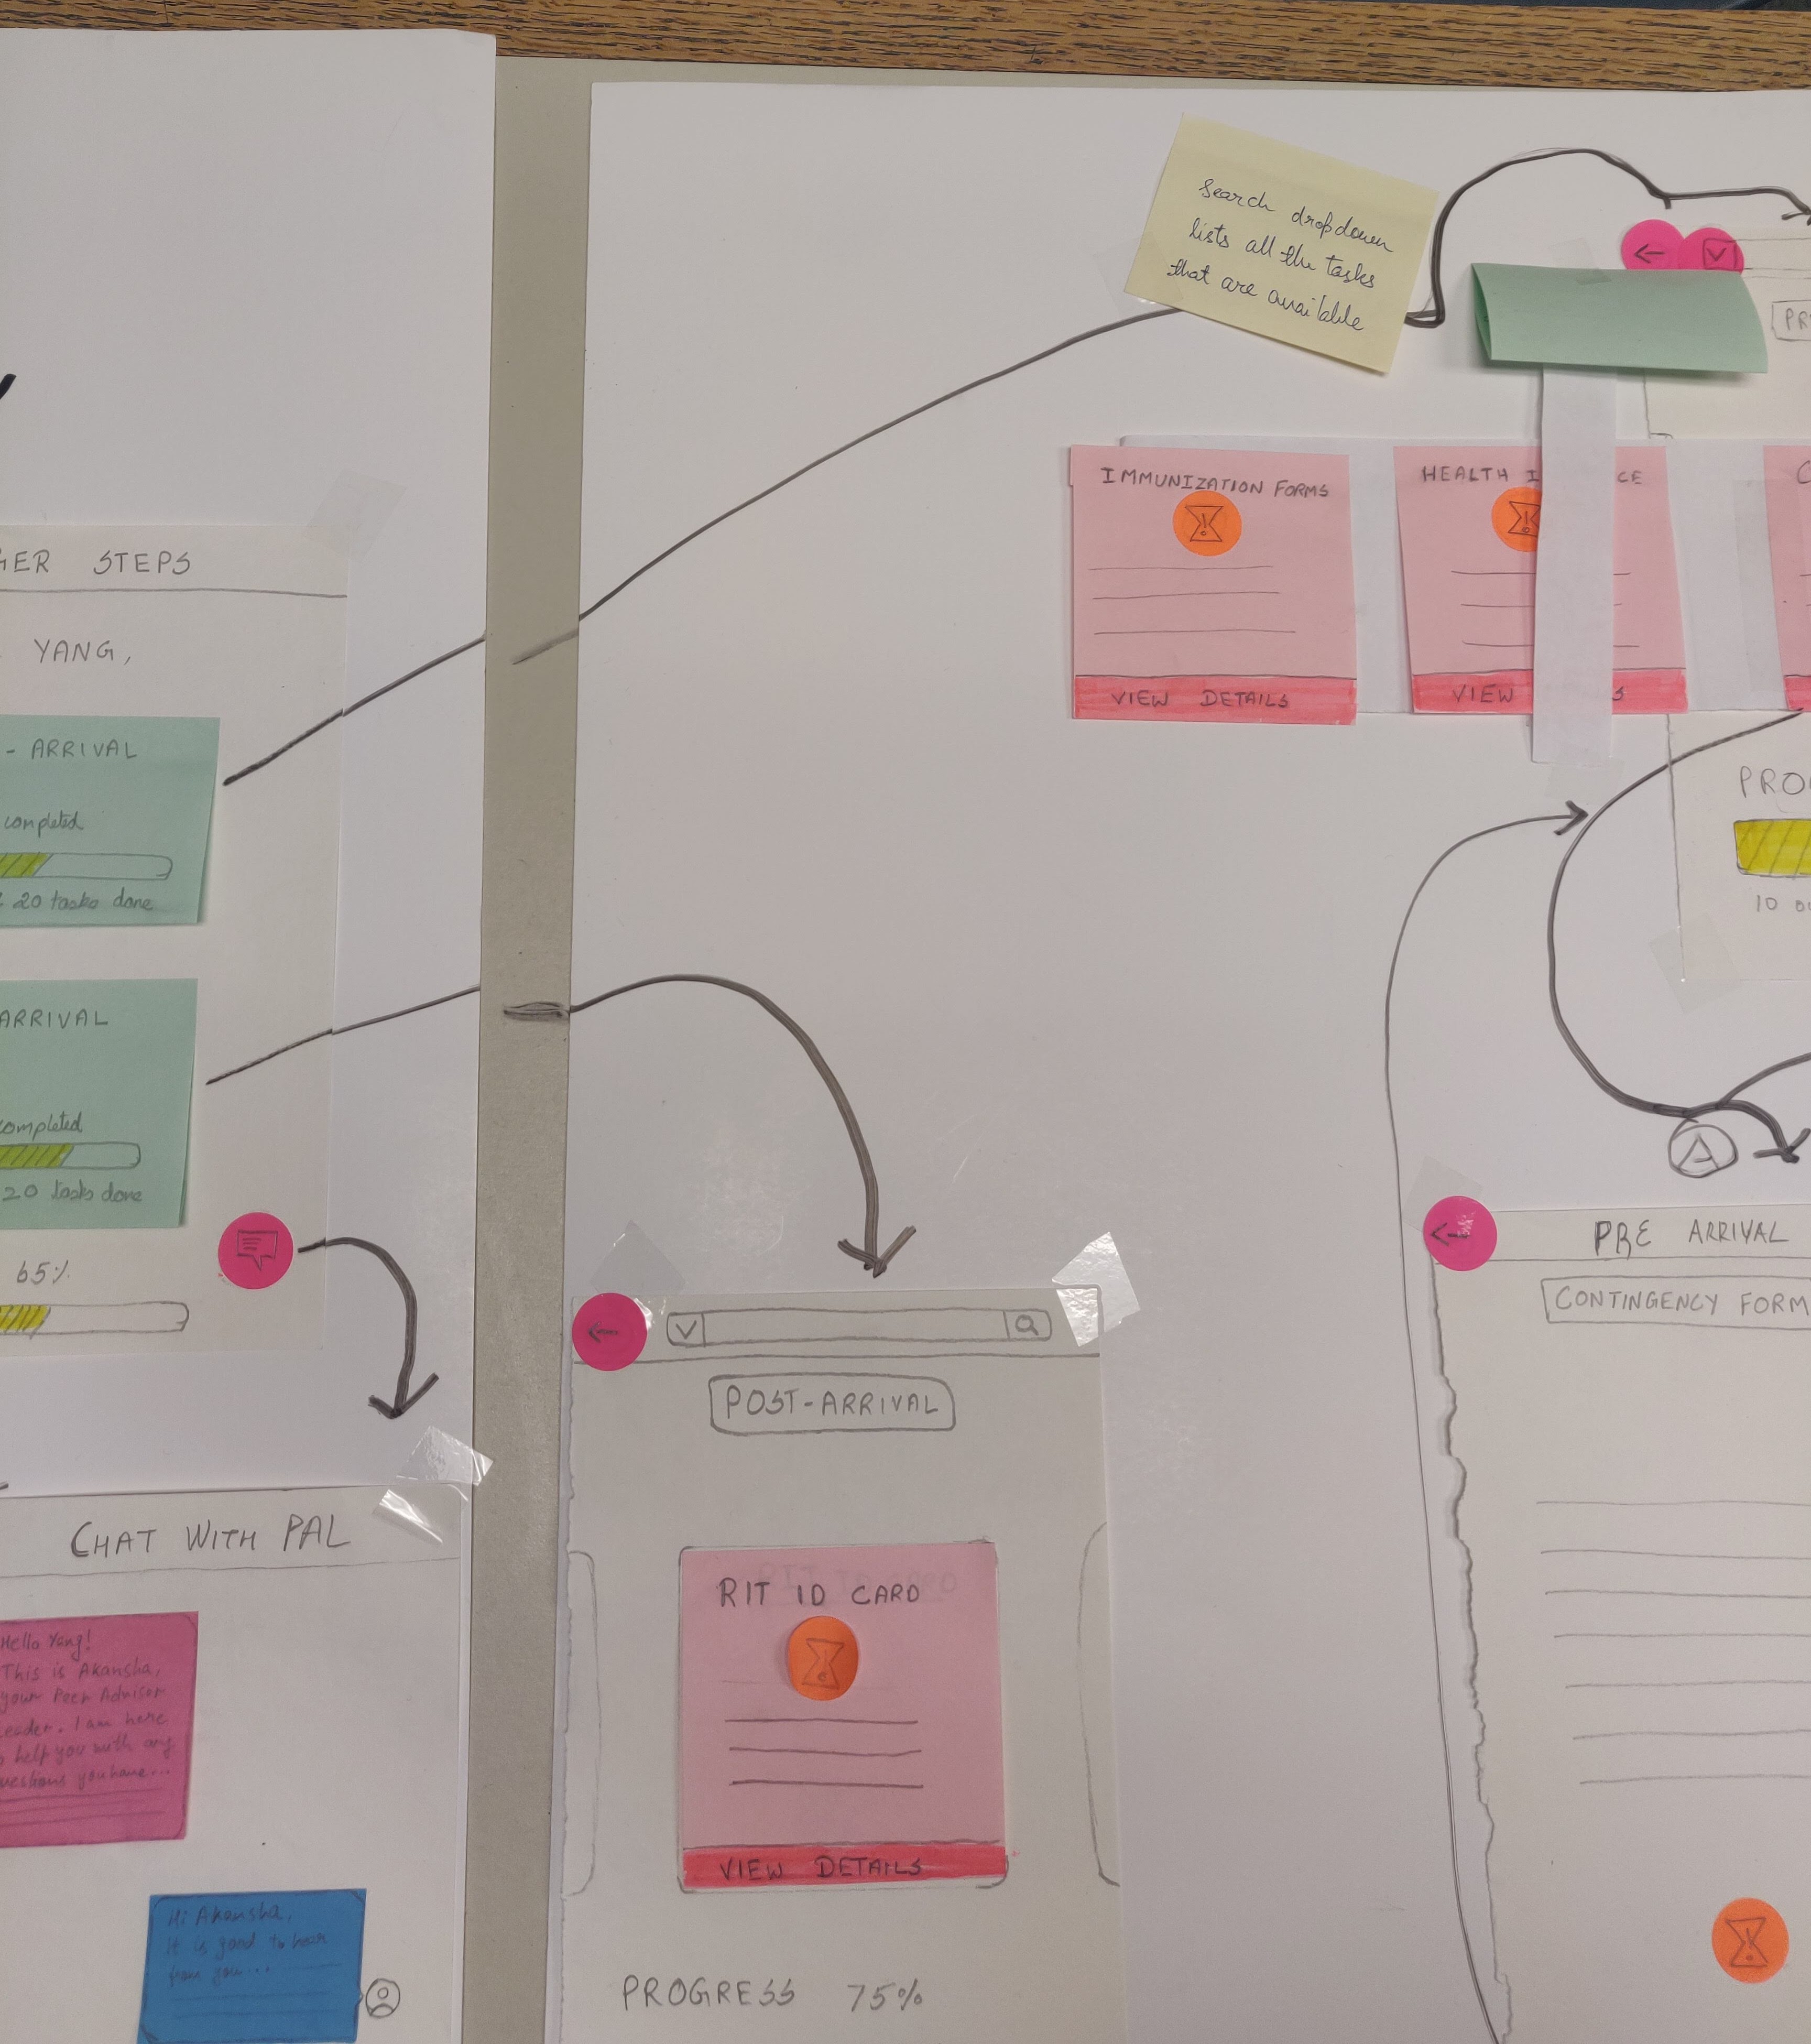 Search dropdown
lists all the tasks
that are available
GER STEPS
YANG,
- ARRIVAL
completed
20 tasks done
ARRIVAL
completed
20 tasks done
65%
CHAT WITH PAL
Hello Yang!
This is Akansha,
your Peer Advisor
Leader. I am here
help you with any
questions you have...
Hi Akansha,
it is good to hear
from you...
IMMUNIZATION FORMS
VIEW DETAILS
HEALTH I CE
VIEW S
PR
PRO
10 o
A
POST-ARRIVAL
RIT ID CARD
VIEW DETAILS
PROGRESS 75%
PRE ARRIVAL
CONTINGENCY FORM